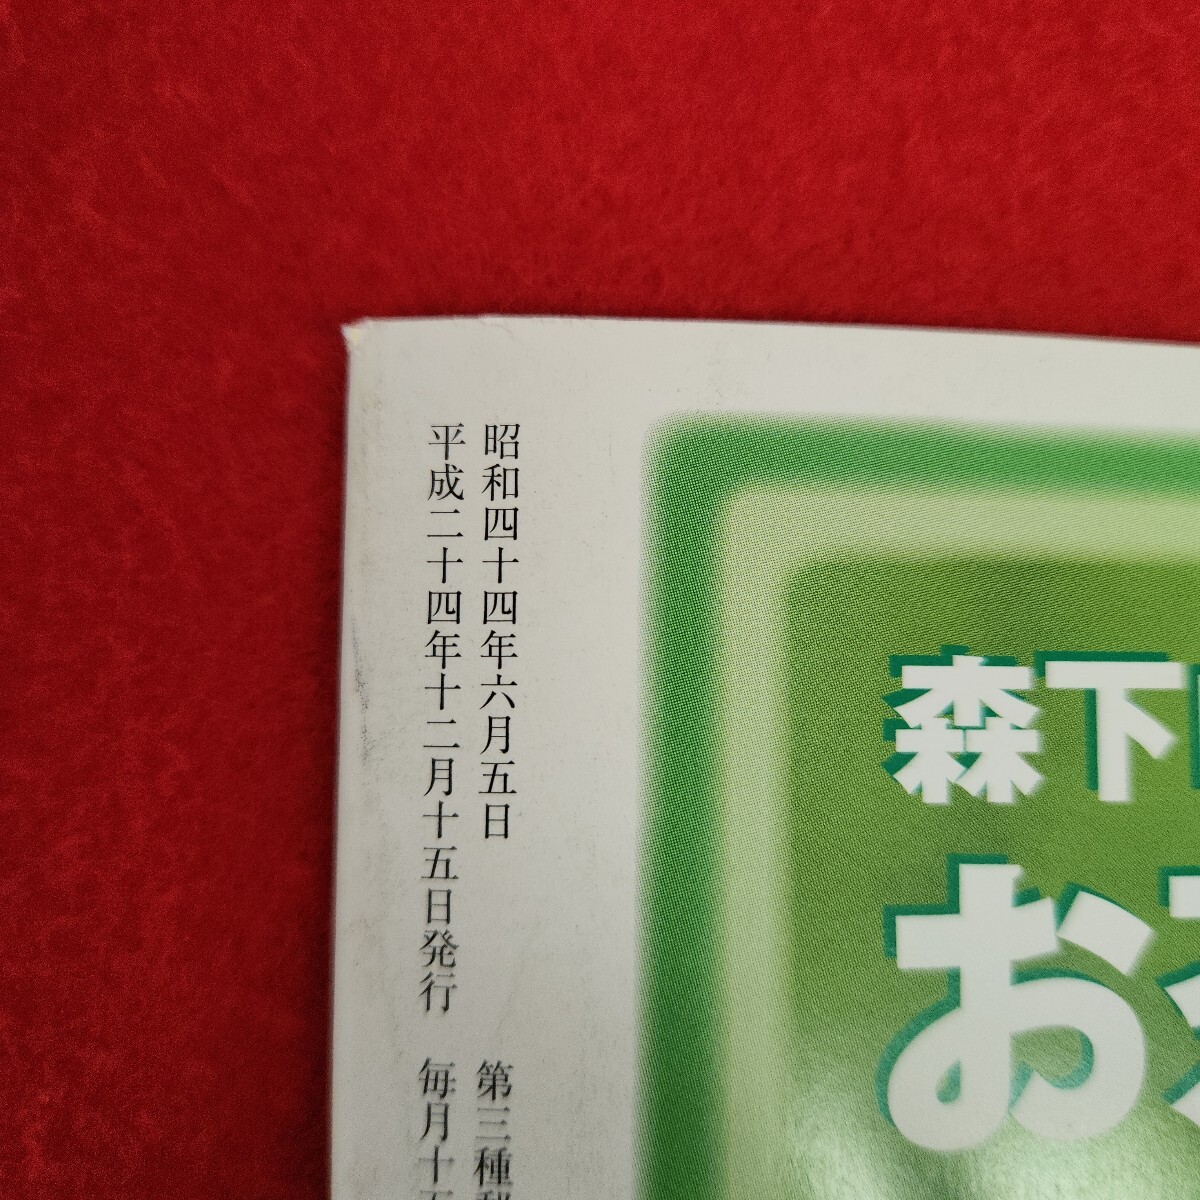 昭和四十四年六月五日 第三種
平成二十四年十二月十五日発行 毎月十五
森下
お